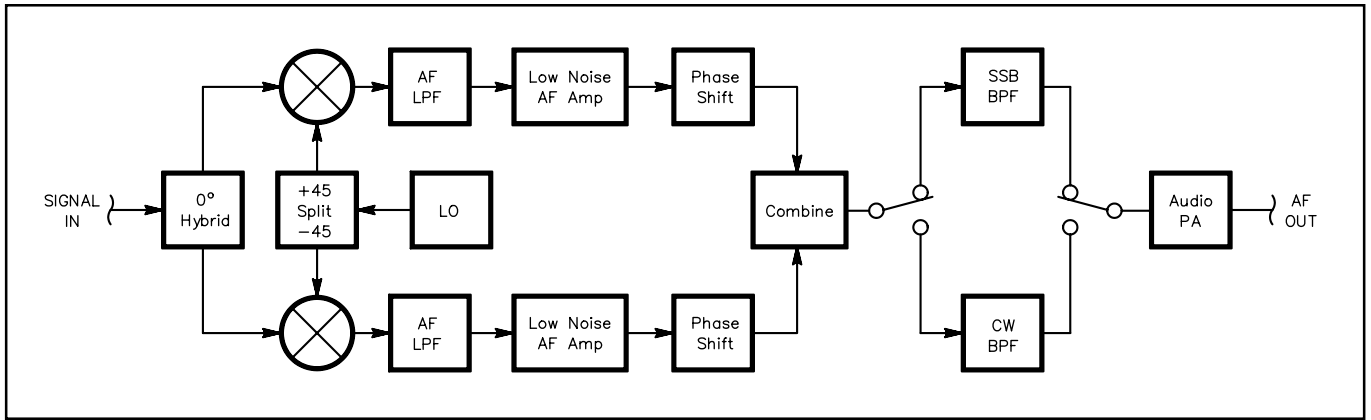 SIGNAL
IN
0°
Hybrid
+45
Split
-45
LO
AF
LPF
Low Noise
AF Amp
Phase
Shift
AF
LPF
Low Noise
AF Amp
Phase
Shift
Combine
SSB
BPF
CW
BPF
Audio
PA
AF
OUT